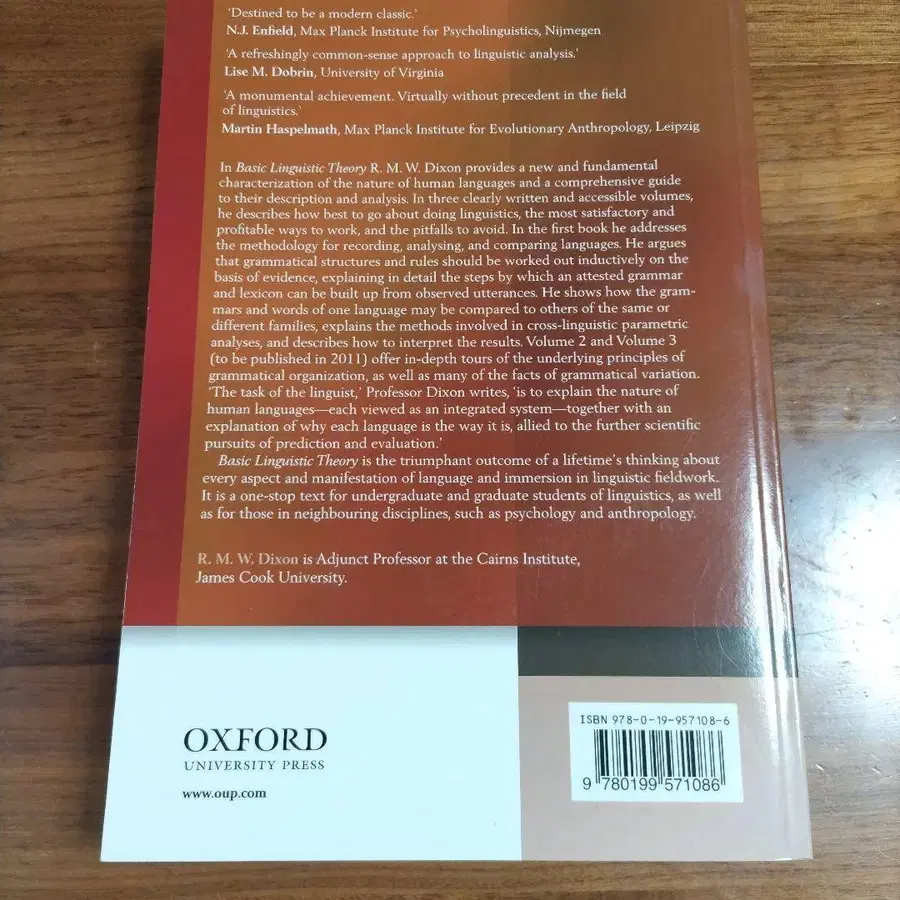 ‘Destined to be a modern classic.’
N.J. Enfield, Max Planck Institute for Psycholinguistics, Nijmegen
‘A refreshingly common-sense approach to linguistic analysis.’
Lise M. Dobrin, University of Virginia
‘A monumental achievement. Virtually without precedent in the field
of linguistics.’
Martin Haspelmath, Max Planck Institute for Evolutionary Anthropology, Leipzig
In Basic Linguistic Theory R. M. W. Dixon provides a new and fundamental
characterization of the nature of human languages and a comprehensive guide
to their description and analysis. In three clearly written and accessible volumes,
he describes how best to go about doing linguistics, the most satisfactory and
profitable ways to work, and the pitfalls to avoid. In the first book he addresses
the methodology for recording, analysing, and comparing languages. He argues
that grammatical structures and rules should be worked out inductively on the
basis of evidence, explaining in detail the steps by which an attested grammar
and lexicon can be built up from observed utterances. He shows how the gram-
mars and words of one language may be compared to others of the same or
different families, explains the methods involved in cross-linguistic parametric
analyses, and describes how to interpret the results. Volume 2 and Volume 3
(to be published in 2011) offer in-depth tours of the underlying principles of
grammatical organization, as well as many of the facts of grammatical variation.
‘The task of the linguist,’ Professor Dixon writes, ‘is to explain the nature of
human languages—each viewed as an integrated system—together with an
explanation of why each language is the way it is, allied to the further scientific
pursuits of prediction and evaluation.’
Basic Linguistic Theory is the triumphant outcome of a lifetime’s thinking about
every aspect and manifestation of language and immersion in linguistic fieldwork.
It is a one-stop text for undergraduate and graduate students of linguistics, as well
as for those in neighbouring disciplines, such as psychology and anthropology.
R. M. W. Dixon is Adjunct Professor at the Cairns Institute,
James Cook University.
OXFORD
UNIVERSITY PRESS
www.oup.com
ISBN 978-0-19-957108-6
9 780199 571086